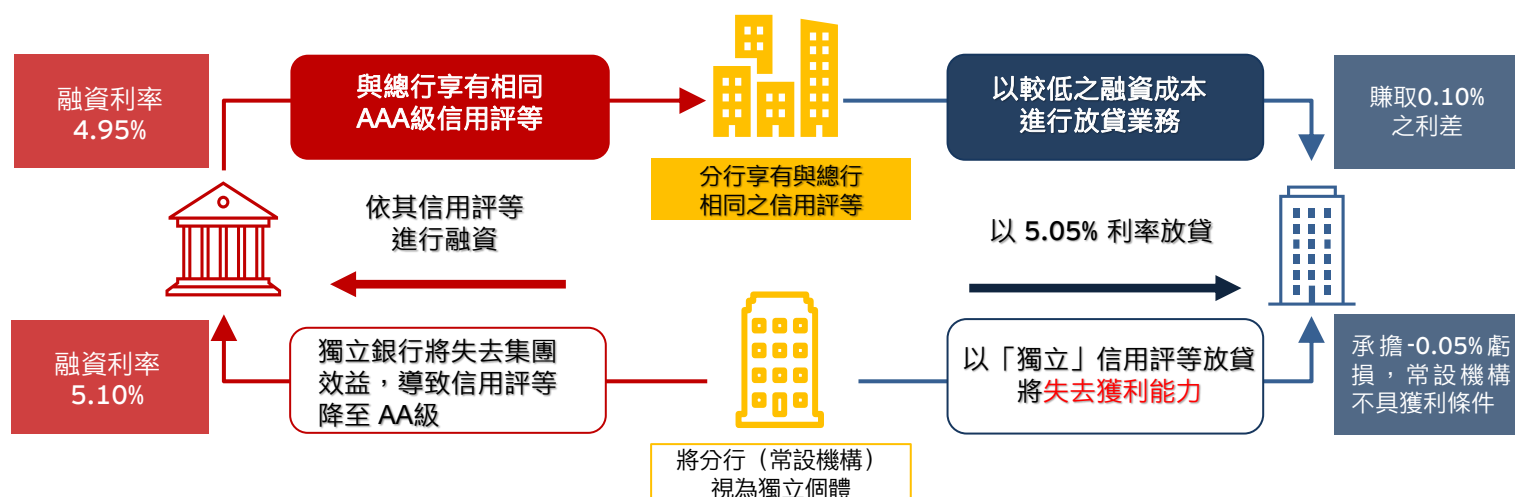 融資利率
4.95%
與總行享有相同
AAA級信用評等
以較低之融資成本
進行放貸業務
賺取0.10%
之利差
分行享有與總行
相同之信用評等
依其信用評等
進行融資
以 5.05% 利率放貸
融資利率
5.10%
獨立銀行將失去集團
效益，導致信用評等
降至 AA級
以「獨立」信用評等放貸
將失去獲利能力
承擔-0.05%虧
損，常設機構
不具獲利條件
將分行（常設機構）
視為獨立個體